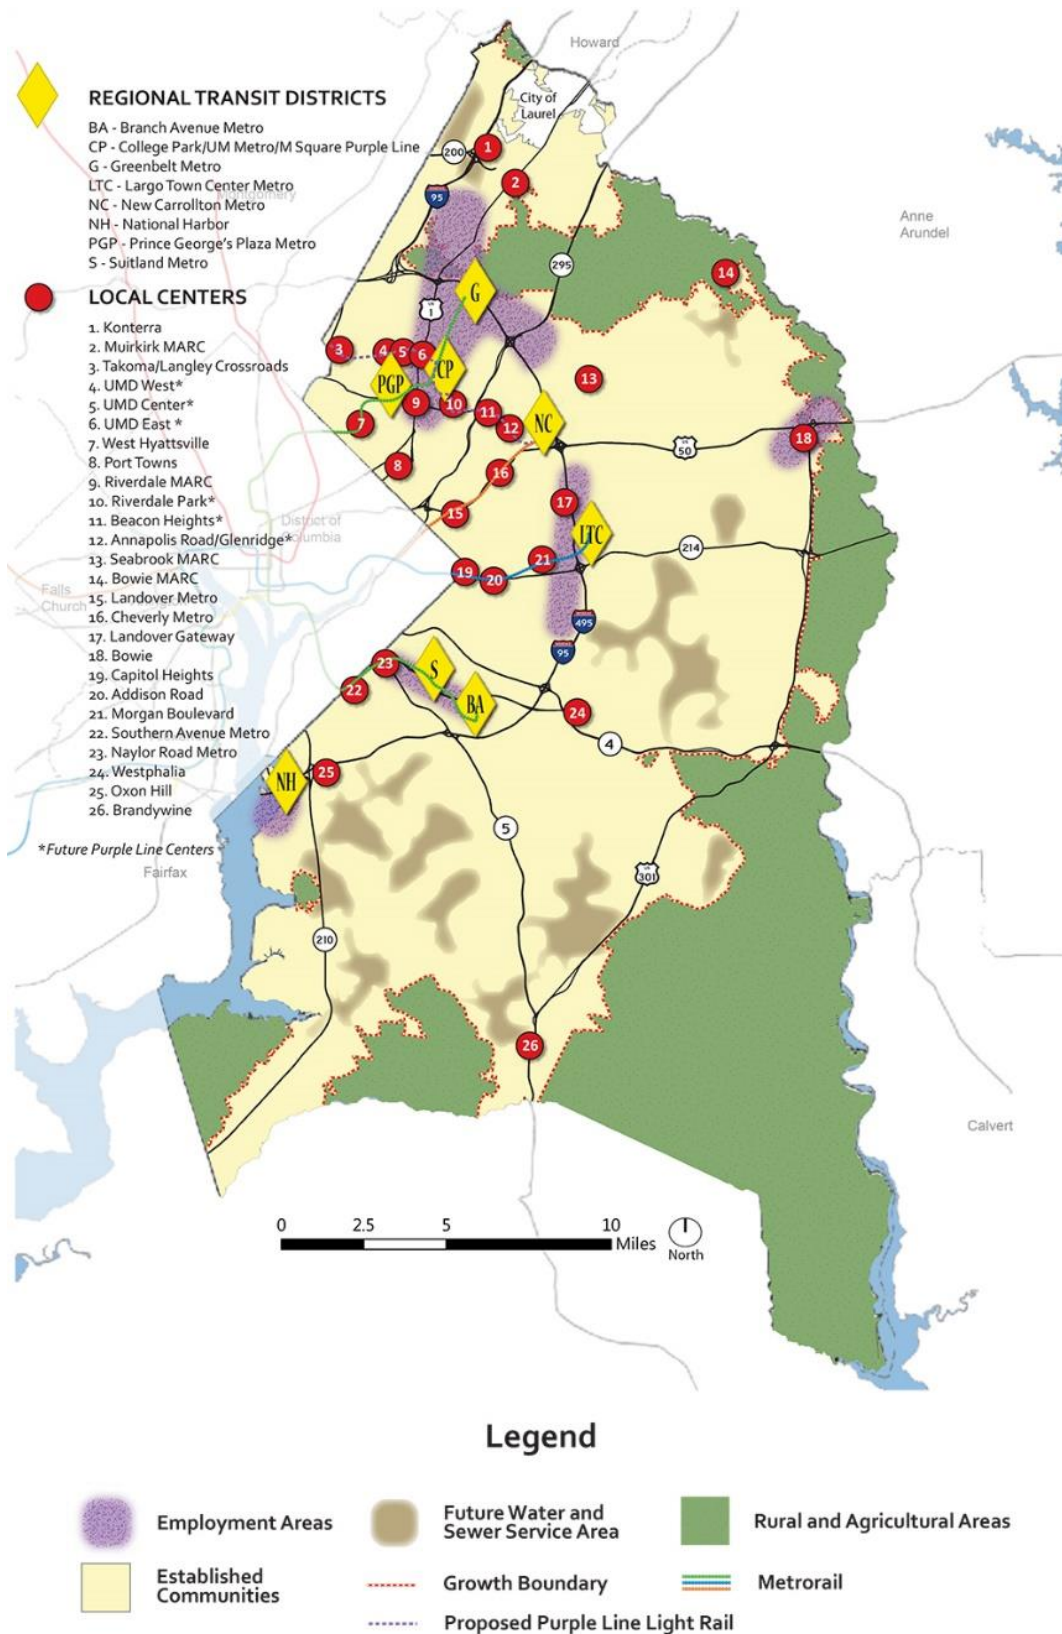 Howard
City of
Laurel
REGIONAL TRANSIT DISTRICTS
BA - Branch Avenue Metro
CP - College Park/UM Metro/M Square Purple Line
G - Greenbelt Metro
LTC - Largo Town Center Metro
NC - New Carrollton Metro
NH - National Harbor
PGP - Prince George's Plaza Metro
S - Suitland Metro
Montgomery
LOCAL CENTERS
1. Konterra
2. Muirkirk MARC
3. Takoma/Langley Crossroads
4. UMD West*
5. UMD Center*
6. UMD East *
7. West Hyattsville
8. Port Towns
9. Riverdale MARC
10. Riverdale Park*
11. Beacon Heights*
12. Annapolis Road/Glenridge*
13. Seabrook MARC
14. Bowie MARC
15. Landover Metro
16. Cheverly Metro
17. Landover Gateway
18. Bowie
19. Capitol Heights
20. Addison Road
21. Morgan Boulevard
22. Southern Avenue Metro
23. Naylor Road Metro
24. Westphalia
25. Oxon Hill
26. Brandywine
*Future Purple Line Centers
District of
Columbia
Falls
Church
Fairfax
Anne
Arundel
Calvert
200
1
2
95
295
14
G
1
3
4
5
6
CP
PGP
13
9
10
11
7
12
NC
18
50
8
16
17
15
LTC
214
21
19
20
495
95
23
S
22
BA
24
4
NH
25
5
301
210
26
0
2.5
5
10
Miles
North
Legend
Employment Areas
Future Water and
Sewer Service Area
Rural and Agricultural Areas
Established
Communities
Growth Boundary
Metrorail
Proposed Purple Line Light Rail